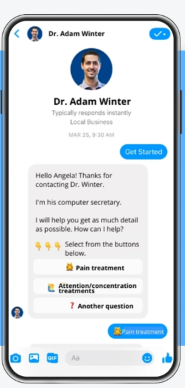 Dr. Adam Winter
Dr. Adam Winter
Typically responds instantly
Local Business
MAR 25, 9:30 AM
Get Started
Hello Angela! Thanks for
contacting Dr. Winter.
I'm his computer secretary.
I will help you get as much detail
as possible. How can I help?
👇👇👇 Select from the buttons
below.
Pain treatment
Attention/concentration
treatments
❓ Another question
Pain treatment
GIF
Aa